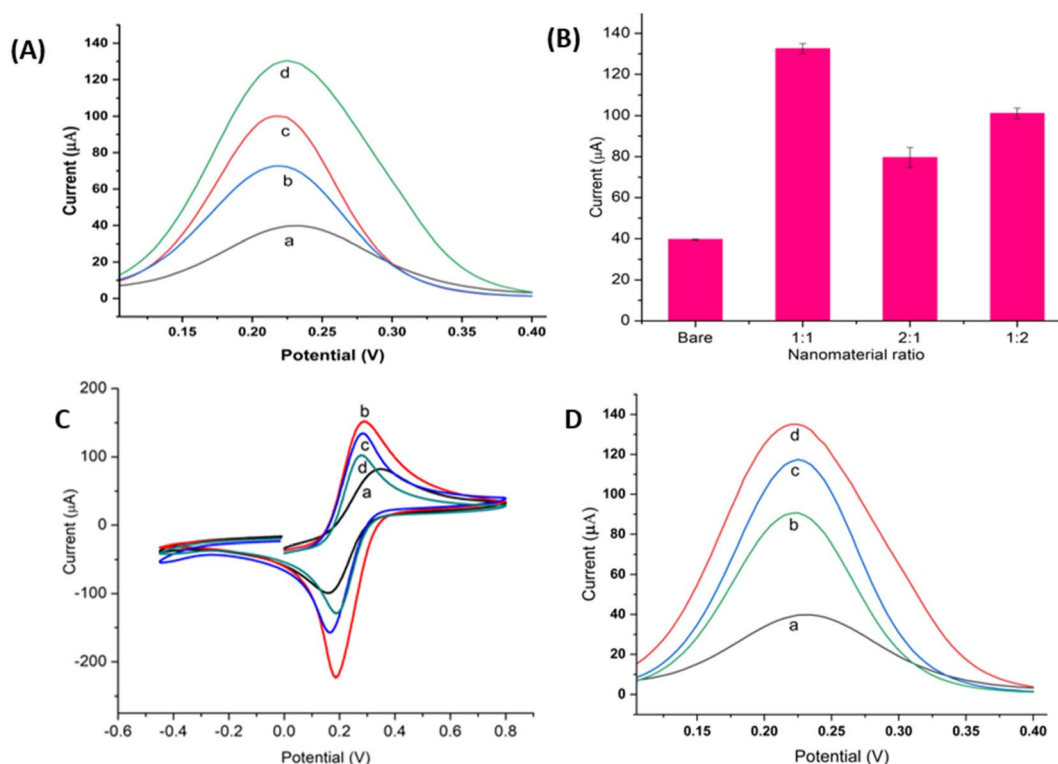 (A)
Current (µA)
140
120
100
80
60
40
20
0
d
c
b
a
0.15 0.20 0.25 0.30 0.35 0.40
Potential (V)
(B)
Current (µA)
140
120
100
80
60
40
20
0
Bare 1:1 2:1 1:2
Nanomaterial ratio
C
Current (µA)
200
100
0
-100
-200
b
c
d
a
-0.6 -0.4 -0.2 0.0 0.2 0.4 0.6 0.8
Potential (V)
D
Current (µA)
140
120
100
80
60
40
20
0
d
c
b
a
0.15 0.20 0.25 0.30 0.35 0.40
Potential (V)